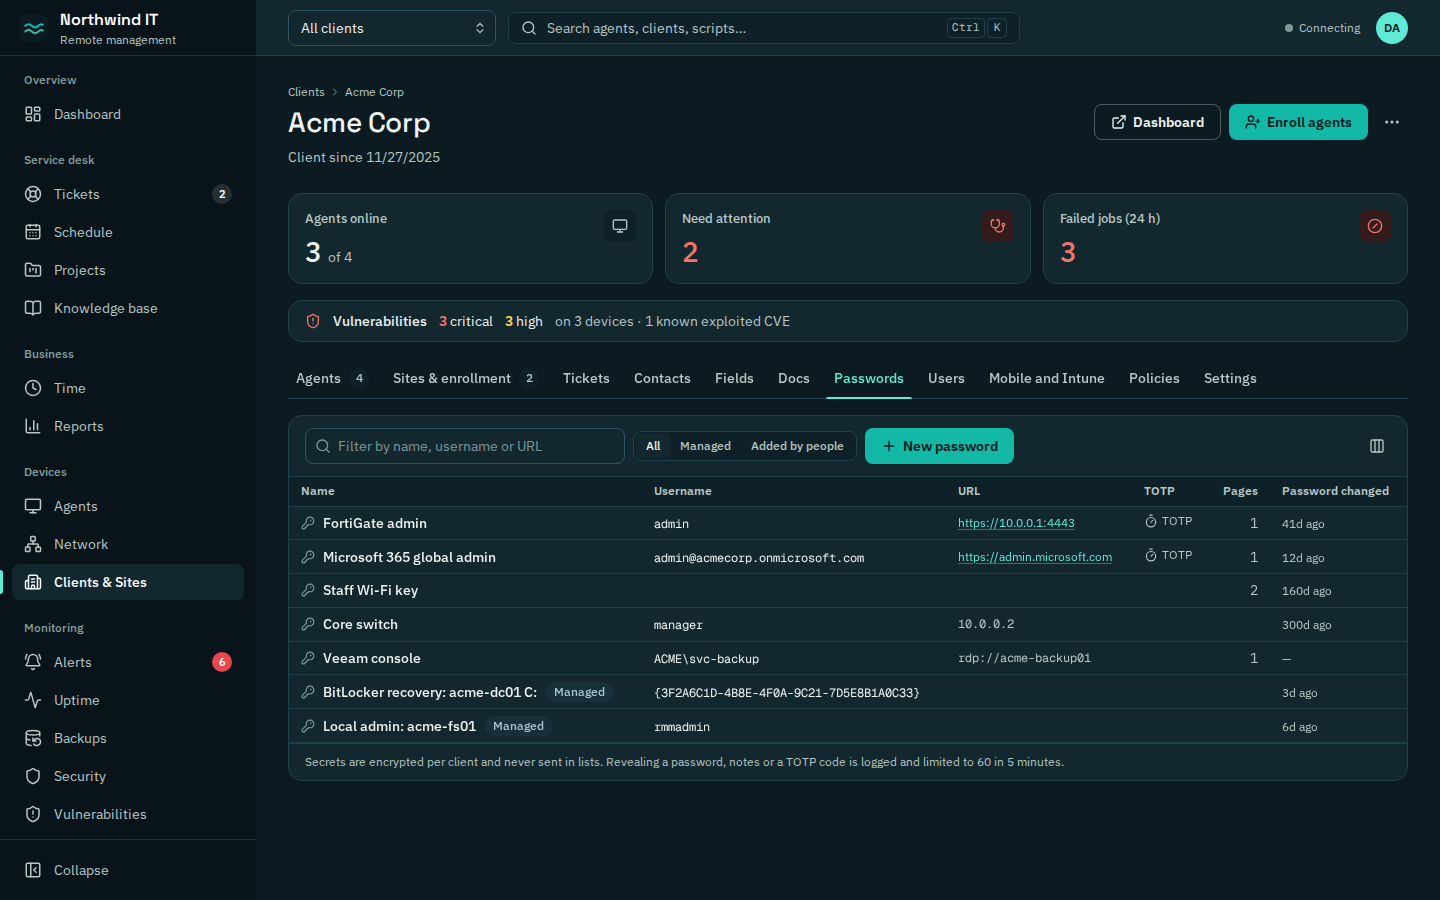 Northwind IT
Remote management
All clients
Search agents, clients, scripts...
Ctrl K
Connecting
DA
Overview
Dashboard
Service desk
Tickets 2
Schedule
Projects
Knowledge base
Business
Time
Reports
Devices
Agents
Network
Clients & Sites
Monitoring
Alerts 6
Uptime
Backups
Security
Vulnerabilities
Collapse
Clients > Acme Corp
Acme Corp
Client since 11/27/2025
Dashboard
Enroll agents
Agents online
3 of 4
Need attention
2
Failed jobs (24 h)
3
Vulnerabilities 3 critical 3 high on 3 devices · 1 known exploited CVE
Agents 4 Sites & enrollment 2 Tickets Contacts Fields Docs Passwords Users Mobile and Intune Policies Settings
Filter by name, username or URL
All Managed Added by people
New password
Name Username URL TOTP Pages Password changed
FortiGate admin admin https://10.0.0.1:4443 TOTP 1 41d ago
Microsoft 365 global admin admin@acmecorp.onmicrosoft.com https://admin.microsoft.com TOTP 1 12d ago
Staff Wi-Fi key 2 160d ago
Core switch manager 10.0.0.2 300d ago
Veeam console ACME\svc-backup rdp://acme-backup01 1 —
BitLocker recovery: acme-dc01 C: Managed {3F2A6C1D-4B8E-4F0A-9C21-7D5E8B1A0C33} 3d ago
Local admin: acme-fs01 Managed rmmadmin 6d ago
Secrets are encrypted per client and never sent in lists. Revealing a password, notes or a TOTP code is logged and limited to 60 in 5 minutes.